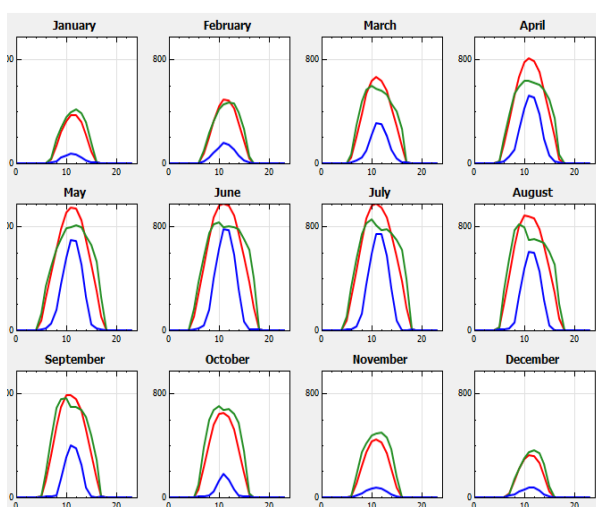 January February March April
800 800 800
0 0 0 0
0 10 20 0 10 20 0 10 20 0 10 20
May June July August
800 800 800
0 0 0 0
0 10 20 0 10 20 0 10 20 0 10 20
September October November December
800 800 800
0 0 0 0
0 10 20 0 10 20 0 10 20 0 10 20